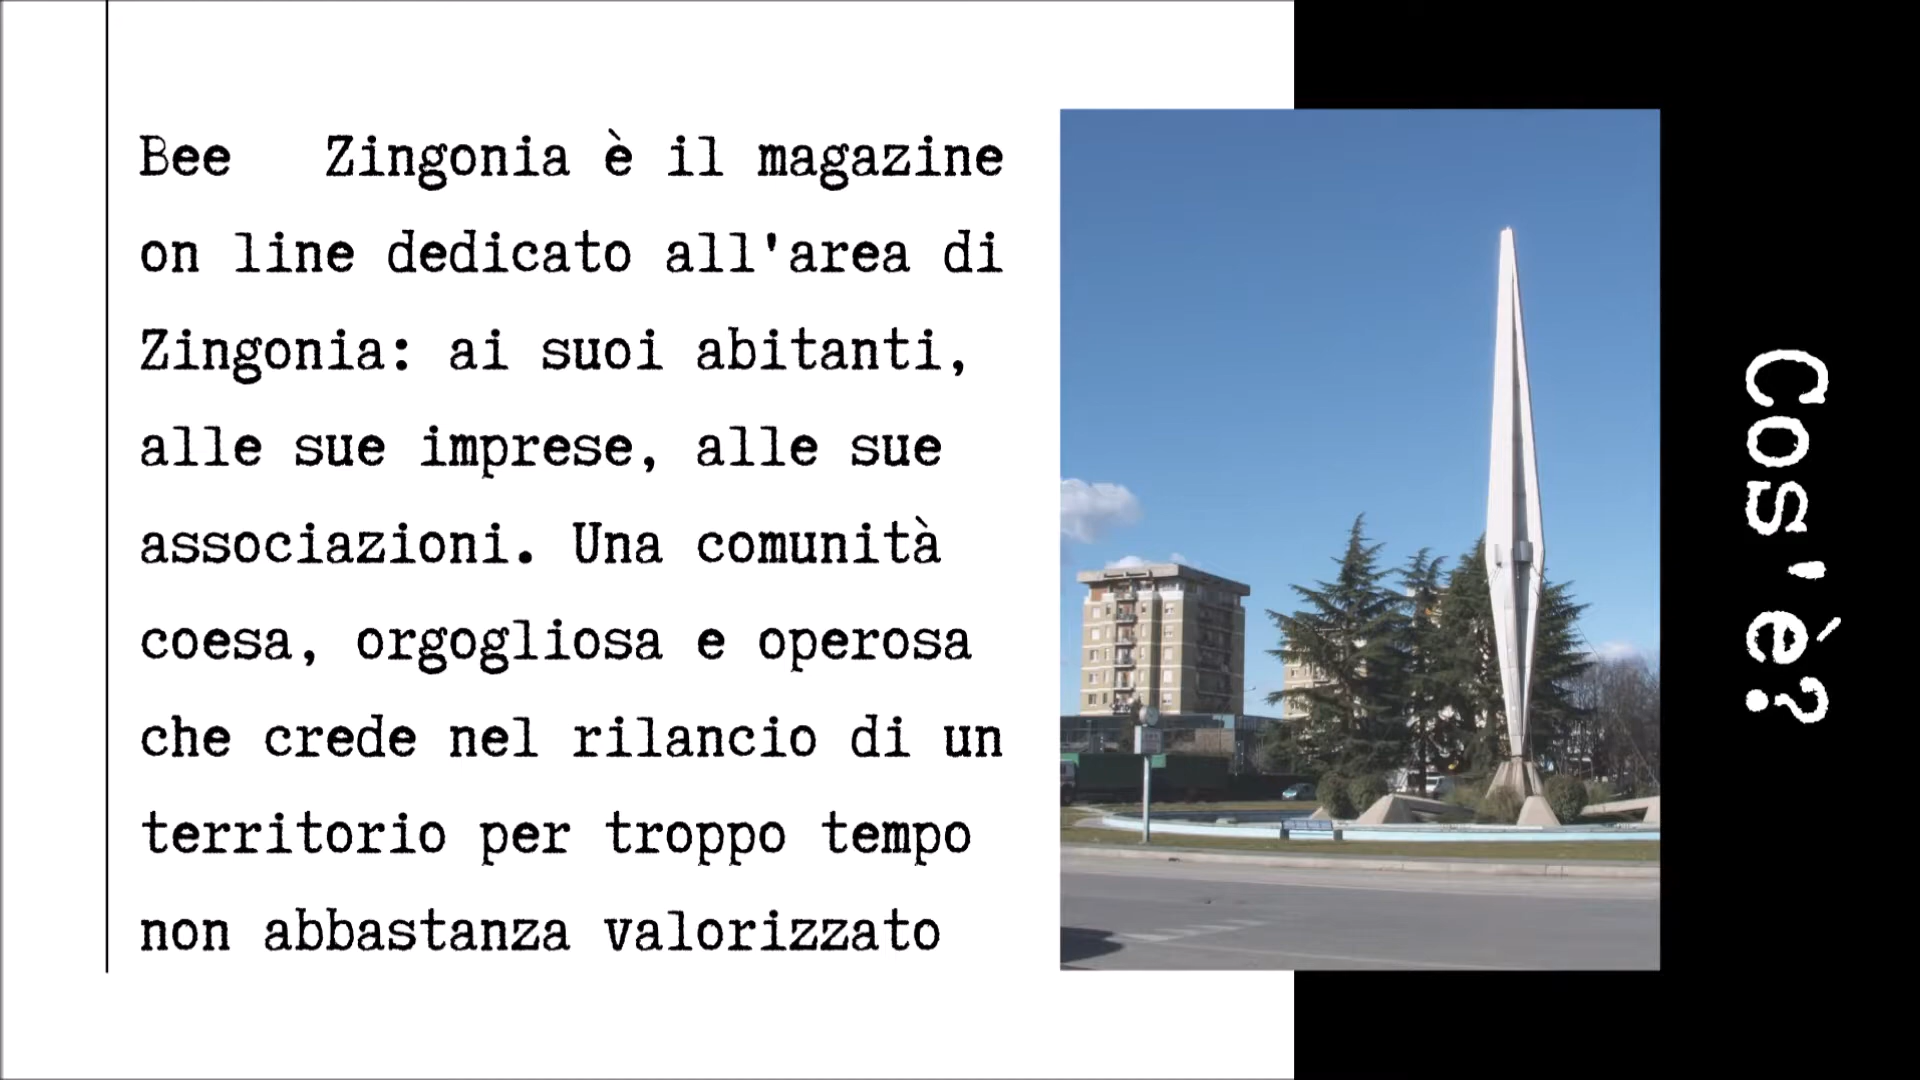 Bee Zingonia è il magazine
on line dedicato all'area di
Zingonia: ai suoi abitanti,
alle sue imprese, alle sue
associazioni. Una comunità
coesa, orgogliosa e operosa
che crede nel rilancio di un
territorio per troppo tempo
non abbastanza valorizzato
Cos'è?